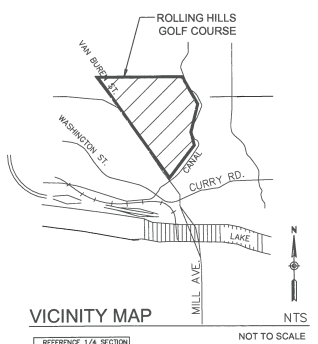 ROLLING HILLS
GOLF COURSE
VAN BUREN ST.
WASHINGTON ST.
CANAL
CURRY RD.
LAKE
N
MILL AVE.
VICINITY MAP
NTS
NOT TO SCALE
REFERENCE 1/4 SECTION